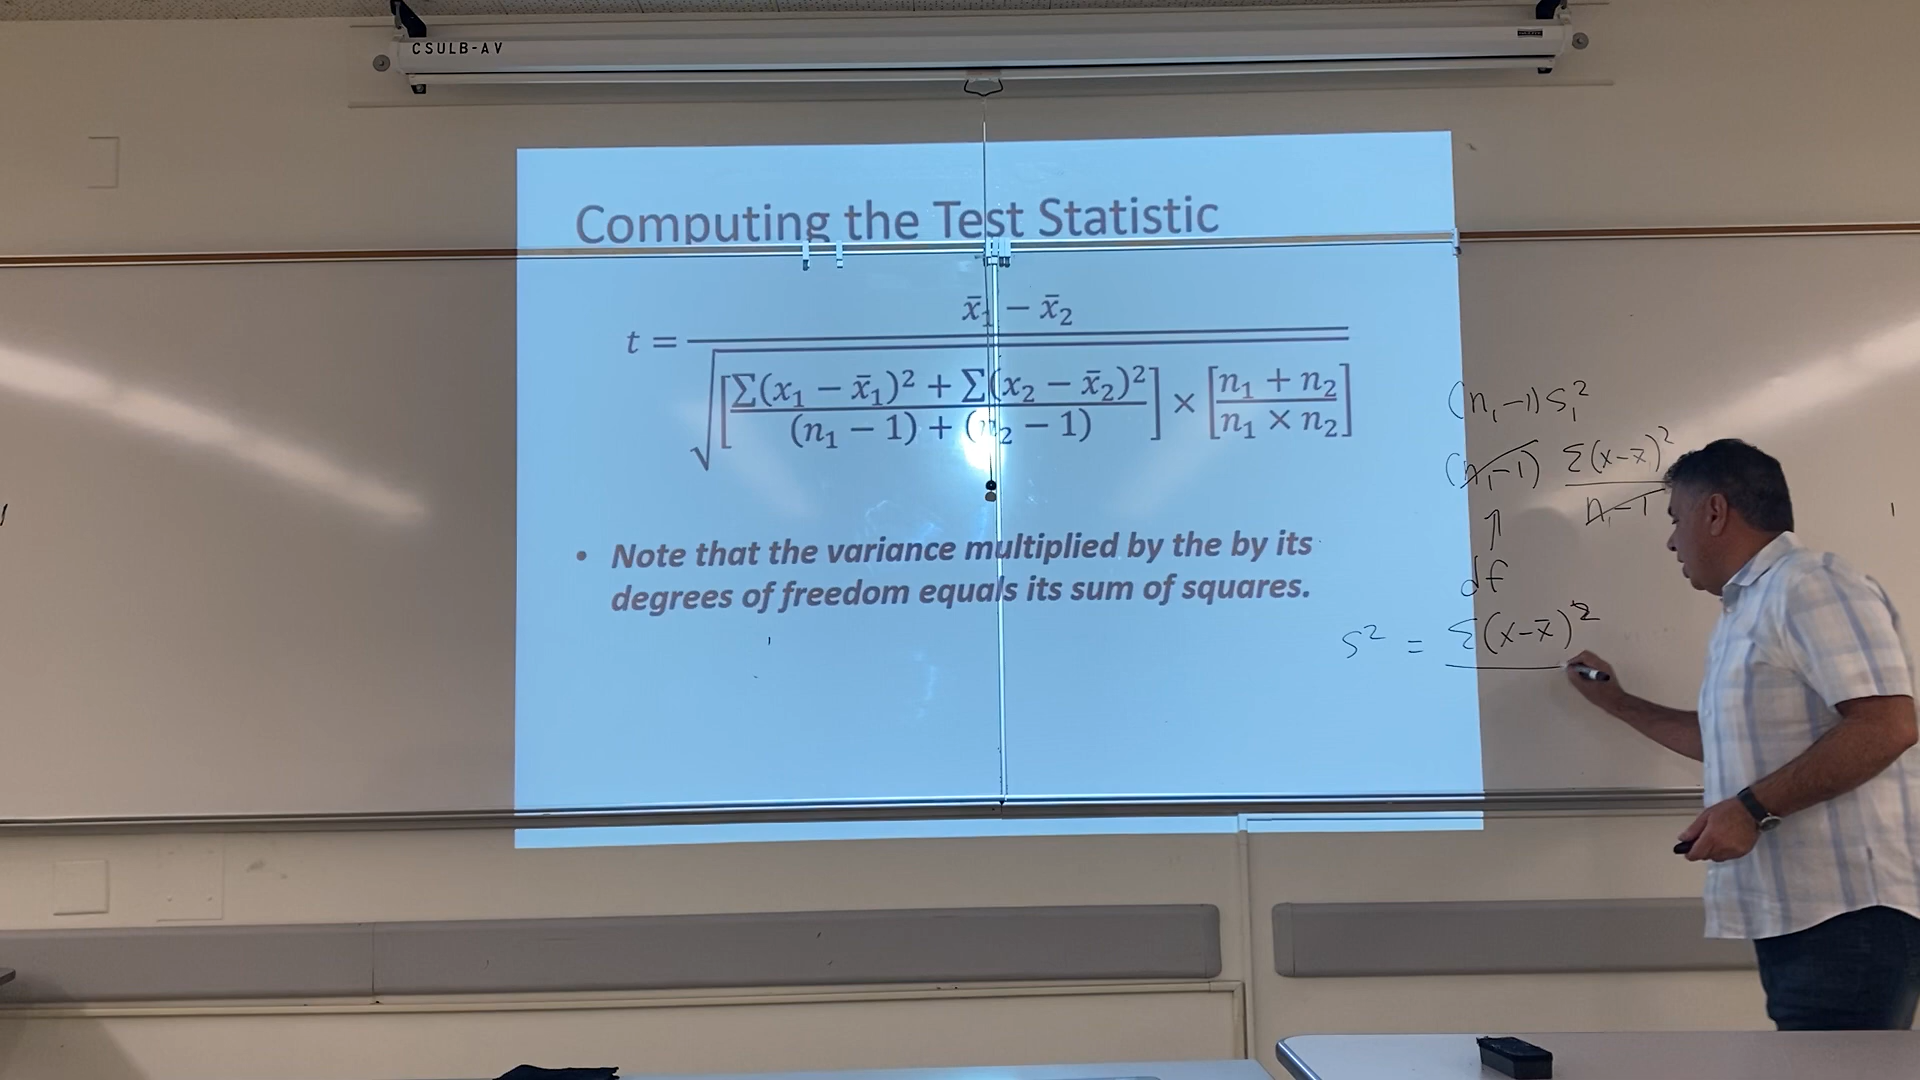 CSULB-AV
Computing the Test Statistic
t = (x̄₁ − x̄₂) / √([(∑(x₁ − x̄₁)² + ∑(x₂ − x̄₂)²) / ((n₁ − 1) + (n₂ − 1))] × [(n₁ + n₂) / (n₁ × n₂)])
• Note that the variance multiplied by the by its
degrees of freedom equals its sum of squares.
(n₁-1)S₁²
(n₁-1) Σ(x-x̄)² / n₁-1
↑
df
S² = Σ(x-x̄)²